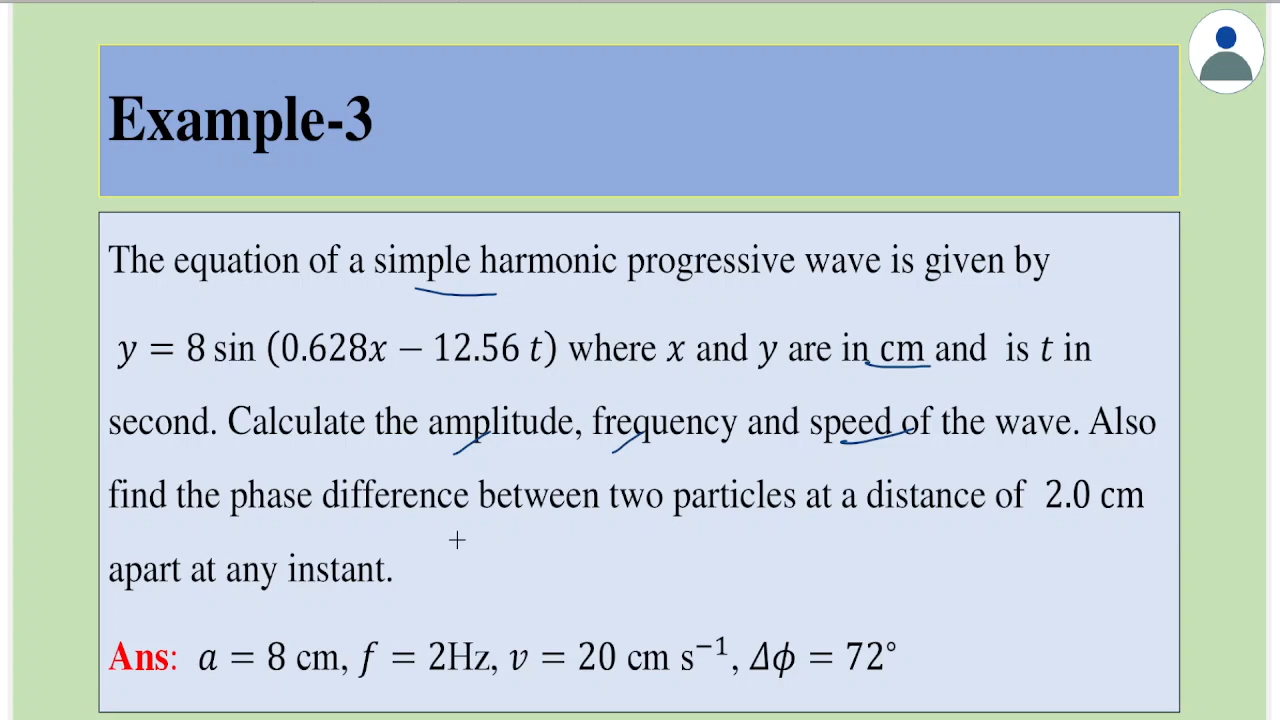 Example-3
The equation of a simple harmonic progressive wave is given by
y = 8 sin (0.628x − 12.56 t) where x and y are in cm and is t in
second. Calculate the amplitude, frequency and speed of the wave. Also
find the phase difference between two particles at a distance of 2.0 cm
apart at any instant.
Ans: a = 8 cm, f = 2Hz, v = 20 cm s⁻¹, Δϕ = 72°